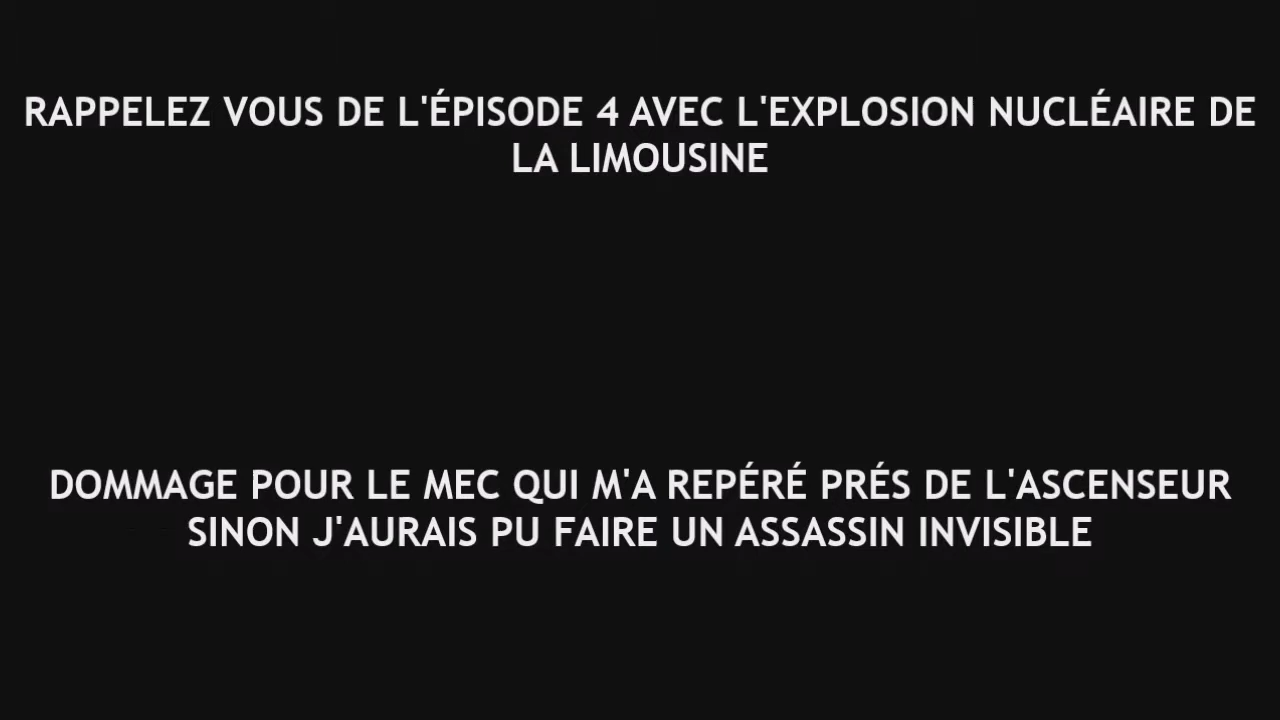 RAPPELEZ VOUS DE L'ÉPISODE 4 AVEC L'EXPLOSION NUCLÉAIRE DE
LA LIMOUSINE
DOMMAGE POUR LE MEC QUI M'A REPÉRÉ PRÉS DE L'ASCENSEUR
SINON J'AURAIS PU FAIRE UN ASSASSIN INVISIBLE